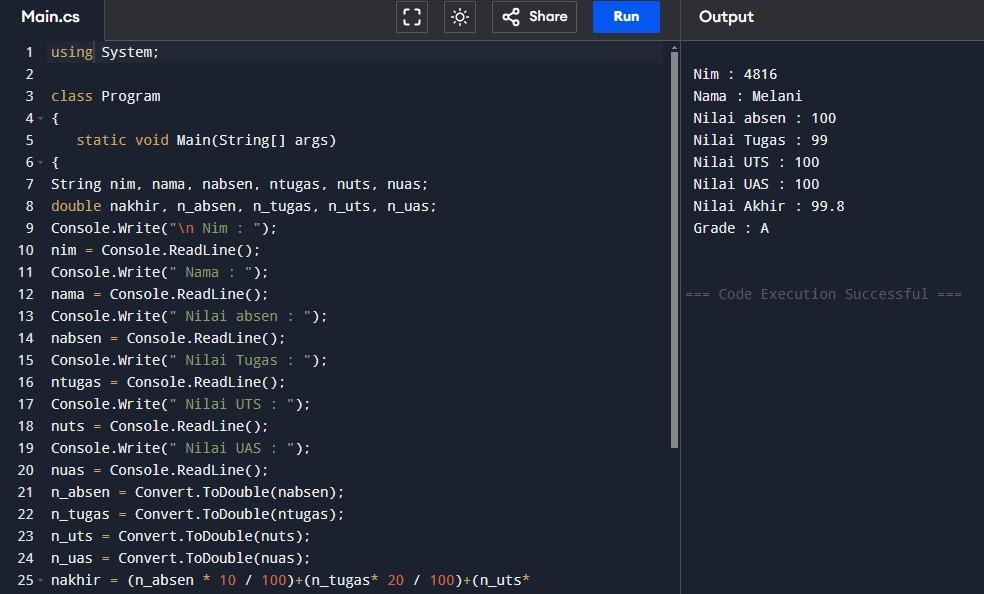 Main.cs
Share
Run
Output
1 using System;
2
3 class Program
4 {
5 static void Main(String[] args)
6 {
7 String nim, nama, nabsen, ntugas, nuts, nuas;
8 double nakhir, n_absen, n_tugas, n_uts, n_uas;
9 Console.Write("\n Nim : ");
10 nim = Console.ReadLine();
11 Console.Write(" Nama : ");
12 nama = Console.ReadLine();
13 Console.Write(" Nilai absen : ");
14 nabsen = Console.ReadLine();
15 Console.Write(" Nilai Tugas : ");
16 ntugas = Console.ReadLine();
17 Console.Write(" Nilai UTS : ");
18 nuts = Console.ReadLine();
19 Console.Write(" Nilai UAS : ");
20 nuas = Console.ReadLine();
21 n_absen = Convert.ToDouble(nabsen);
22 n_tugas = Convert.ToDouble(ntugas);
23 n_uts = Convert.ToDouble(nuts);
24 n_uas = Convert.ToDouble(nuas);
25 nakhir = (n_absen * 10 / 100)+(n_tugas* 20 / 100)+(n_uts*
Nim : 4816
Nama : Melani
Nilai absen : 100
Nilai Tugas : 99
Nilai UTS : 100
Nilai UAS : 100
Nilai Akhir : 99.8
Grade : A
=== Code Execution Successful ===